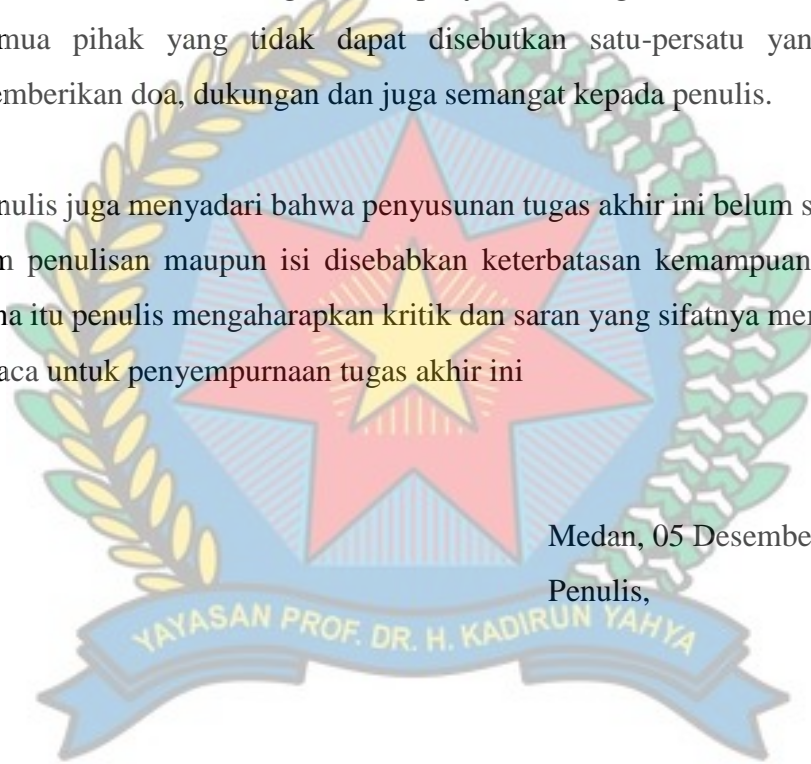 mua pihak yang tidak dapat disebutkan satu-persatu yan
emberikan doa, dukungan dan juga semangat kepada penulis.
nulis juga menyadari bahwa penyusunan tugas akhir ini belum s
m penulisan maupun isi disebabkan keterbatasan kemampuan
na itu penulis mengaharapkan kritik dan saran yang sifatnya me
aca untuk penyempurnaan tugas akhir ini
Medan, 05 Desembe
Penulis,
YAYASAN PROF. DR. H. KADIRUN YAHYA